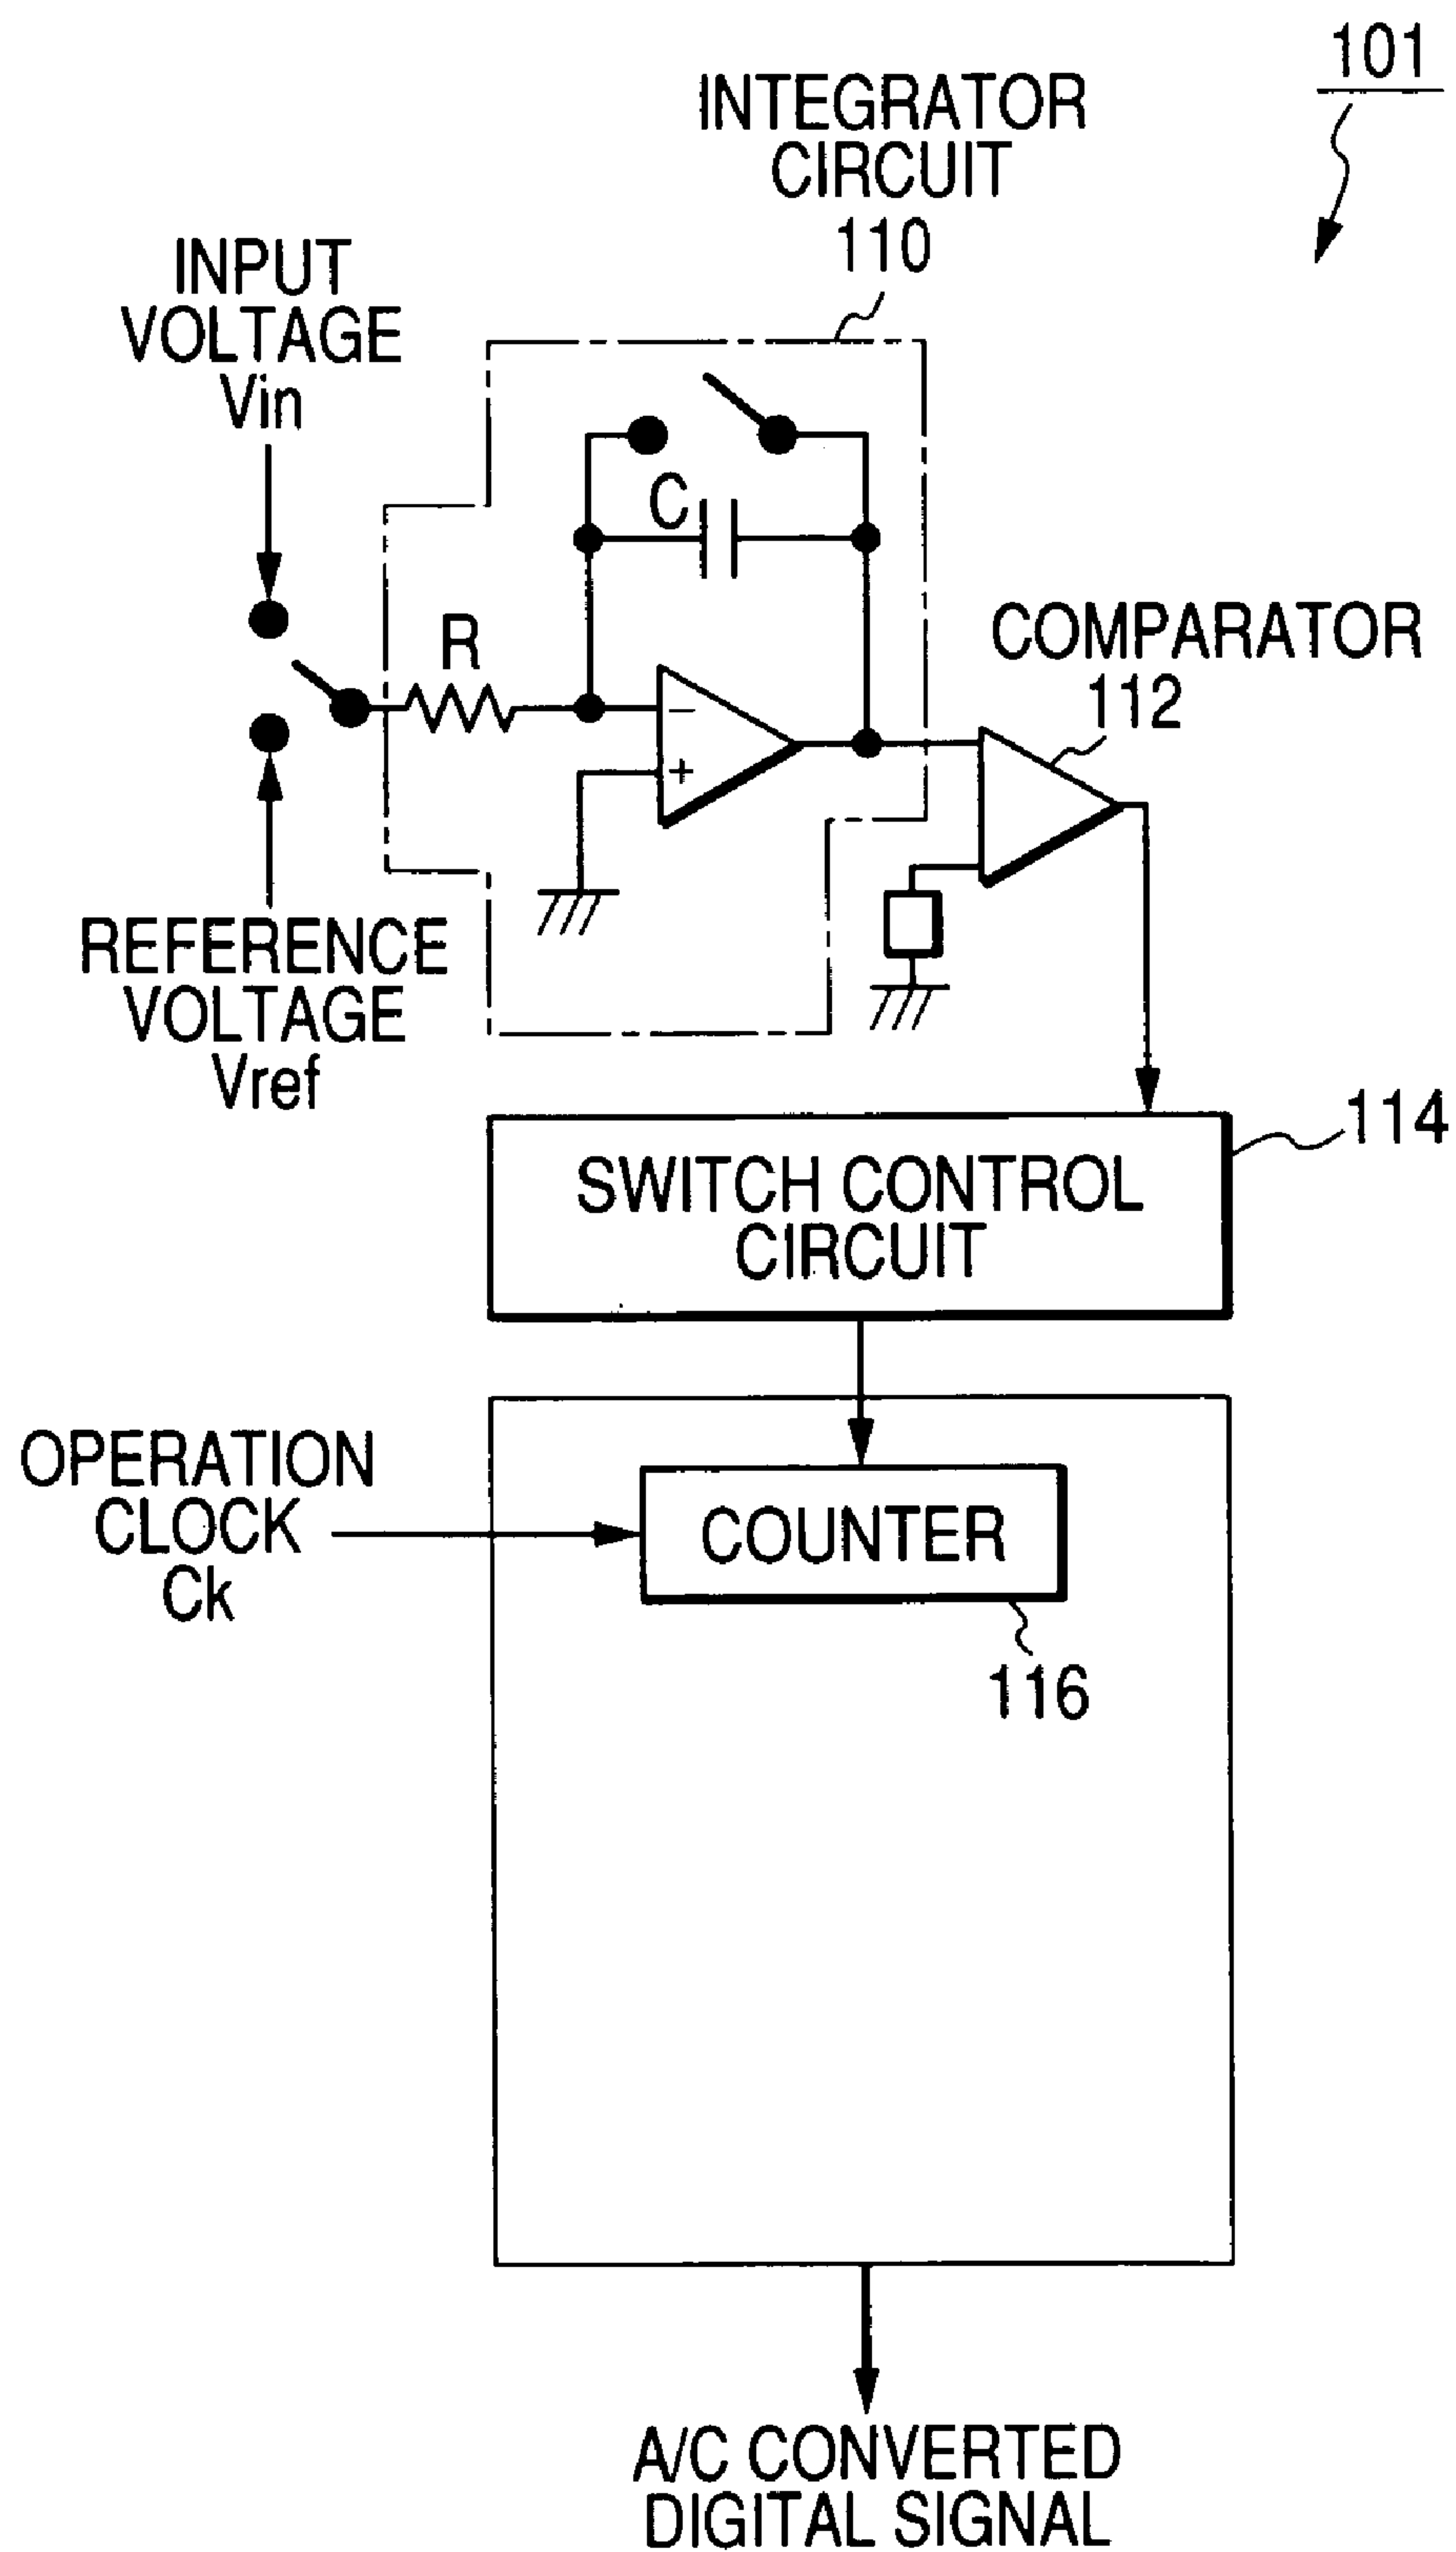 101
INTEGRATOR
CIRCUIT
110
INPUT
VOLTAGE
Vin
C
R
−
+
COMPARATOR
112
REFERENCE
VOLTAGE
Vref
114
SWITCH CONTROL
CIRCUIT
OPERATION
CLOCK
Ck
COUNTER
116
A/C CONVERTED
DIGITAL SIGNAL